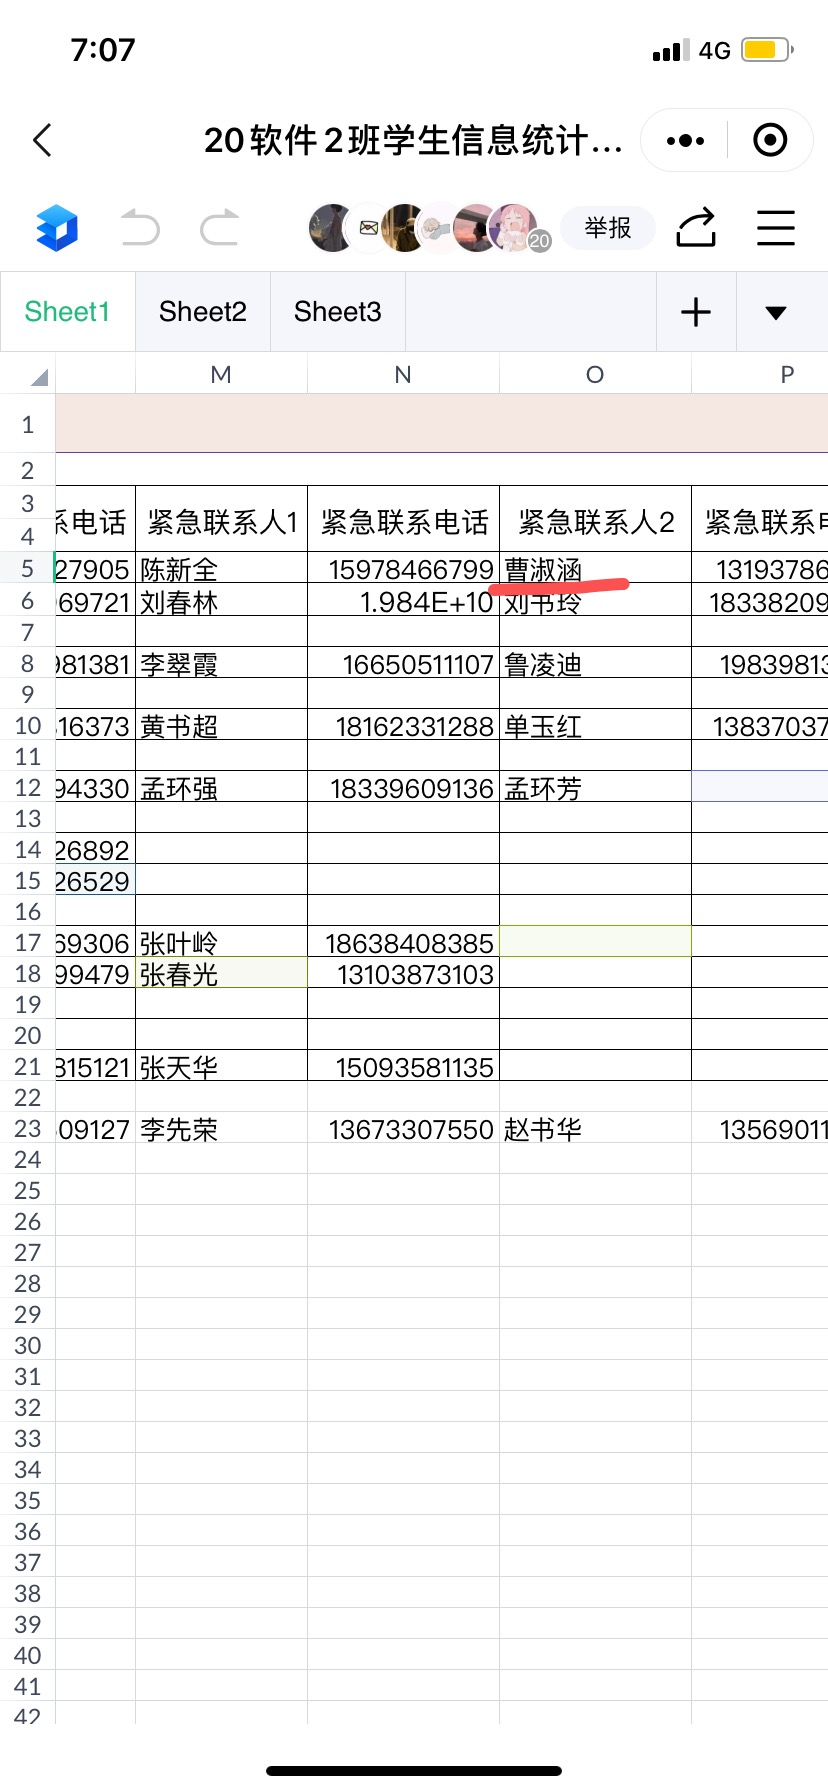 7:07
4G
20软件2班学生信息统计...
20
举报
Sheet1 Sheet2 Sheet3
M N O P
1
2
3
系电话 紧急联系人1 紧急联系电话 紧急联系人2 紧急联系
4
5 27905 陈新全 15978466799 曹淑涵 13193786
6 69721 刘春林 1.984E+10 刘书玲 18338209
7
8 981381 李翠霞 16650511107 鲁凌迪 19839813
9
10 16373 黄书超 18162331288 单玉红 13837037
11
12 94330 孟环强 18339609136 孟环芳
13
14 26892
15 26529
16
17 69306 张叶岭 18638408385
18 99479 张春光 13103873103
19
20
21 815121 张天华 15093581135
22
23 09127 李先荣 13673307550 赵书华 13569011
24
25
26
27
28
29
30
31
32
33
34
35
36
37
38
39
40
41
42